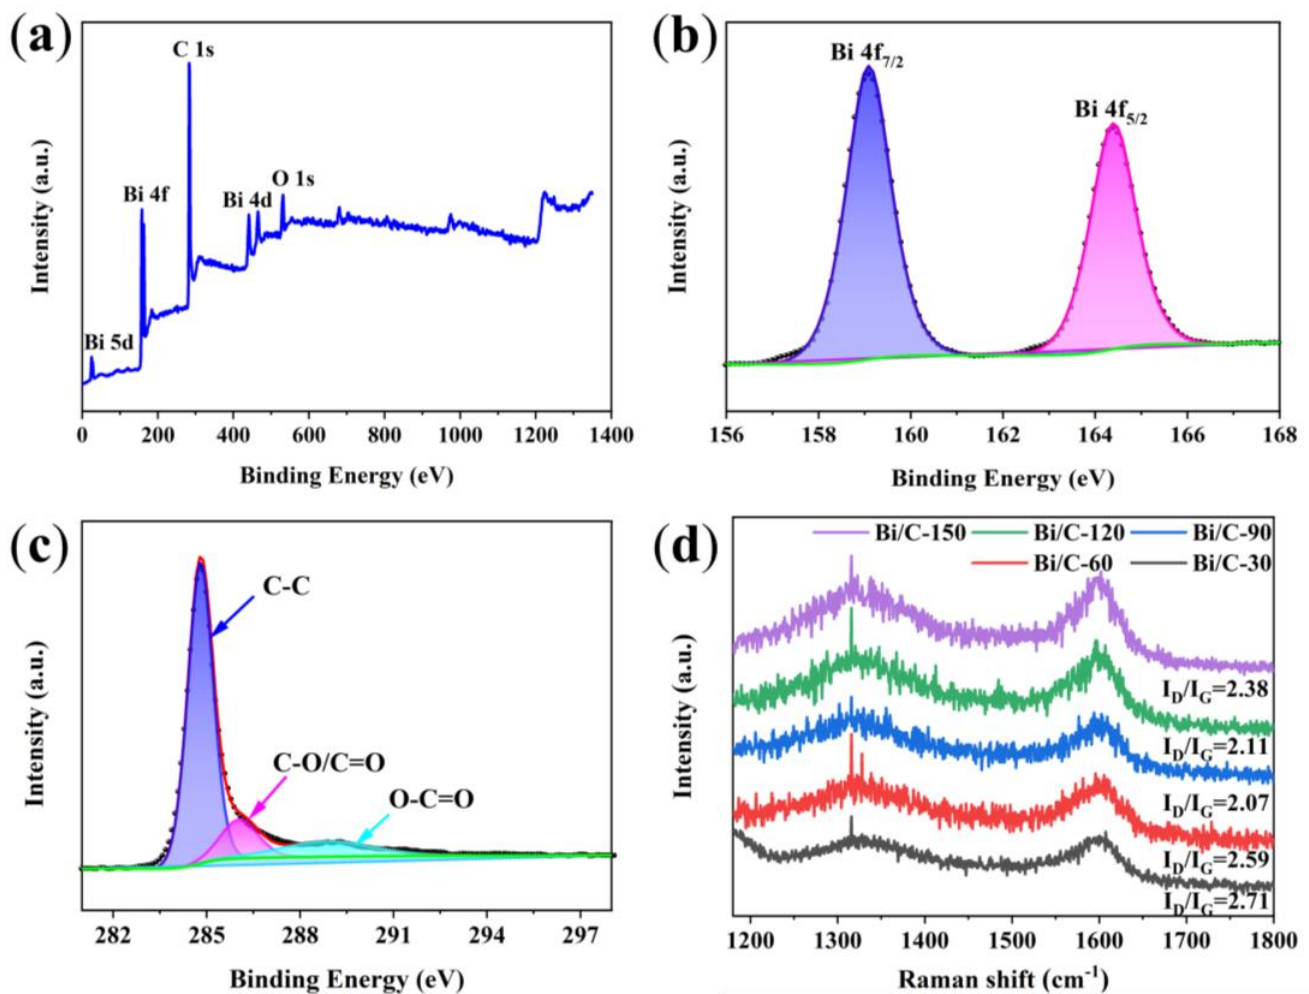 (a)
C 1s
Bi 4f
Bi 4d
O 1s
Bi 5d
Intensity (a.u.)
0 200 400 600 800 1000 1200 1400
Binding Energy (eV)
(b)
Bi 4f7/2
Bi 4f5/2
Intensity (a.u.)
156 158 160 162 164 166 168
Binding Energy (eV)
(c)
C-C
C-O/C=O
O-C=O
Intensity (a.u.)
282 285 288 291 294 297
Binding Energy (eV)
(d)
Bi/C-150 Bi/C-120 Bi/C-90
Bi/C-60 Bi/C-30
ID/IG=2.38
ID/IG=2.11
ID/IG=2.07
ID/IG=2.59
ID/IG=2.71
Intensity (a.u.)
1200 1300 1400 1500 1600 1700 1800
Raman shift (cm-1)